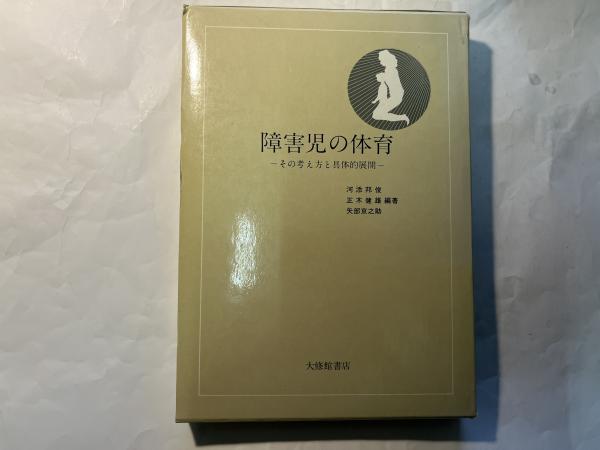 障害児の体育
－その考え方と具体的展開－
河添邦俊
正木健雄 編著
矢部京之助
大修館書店